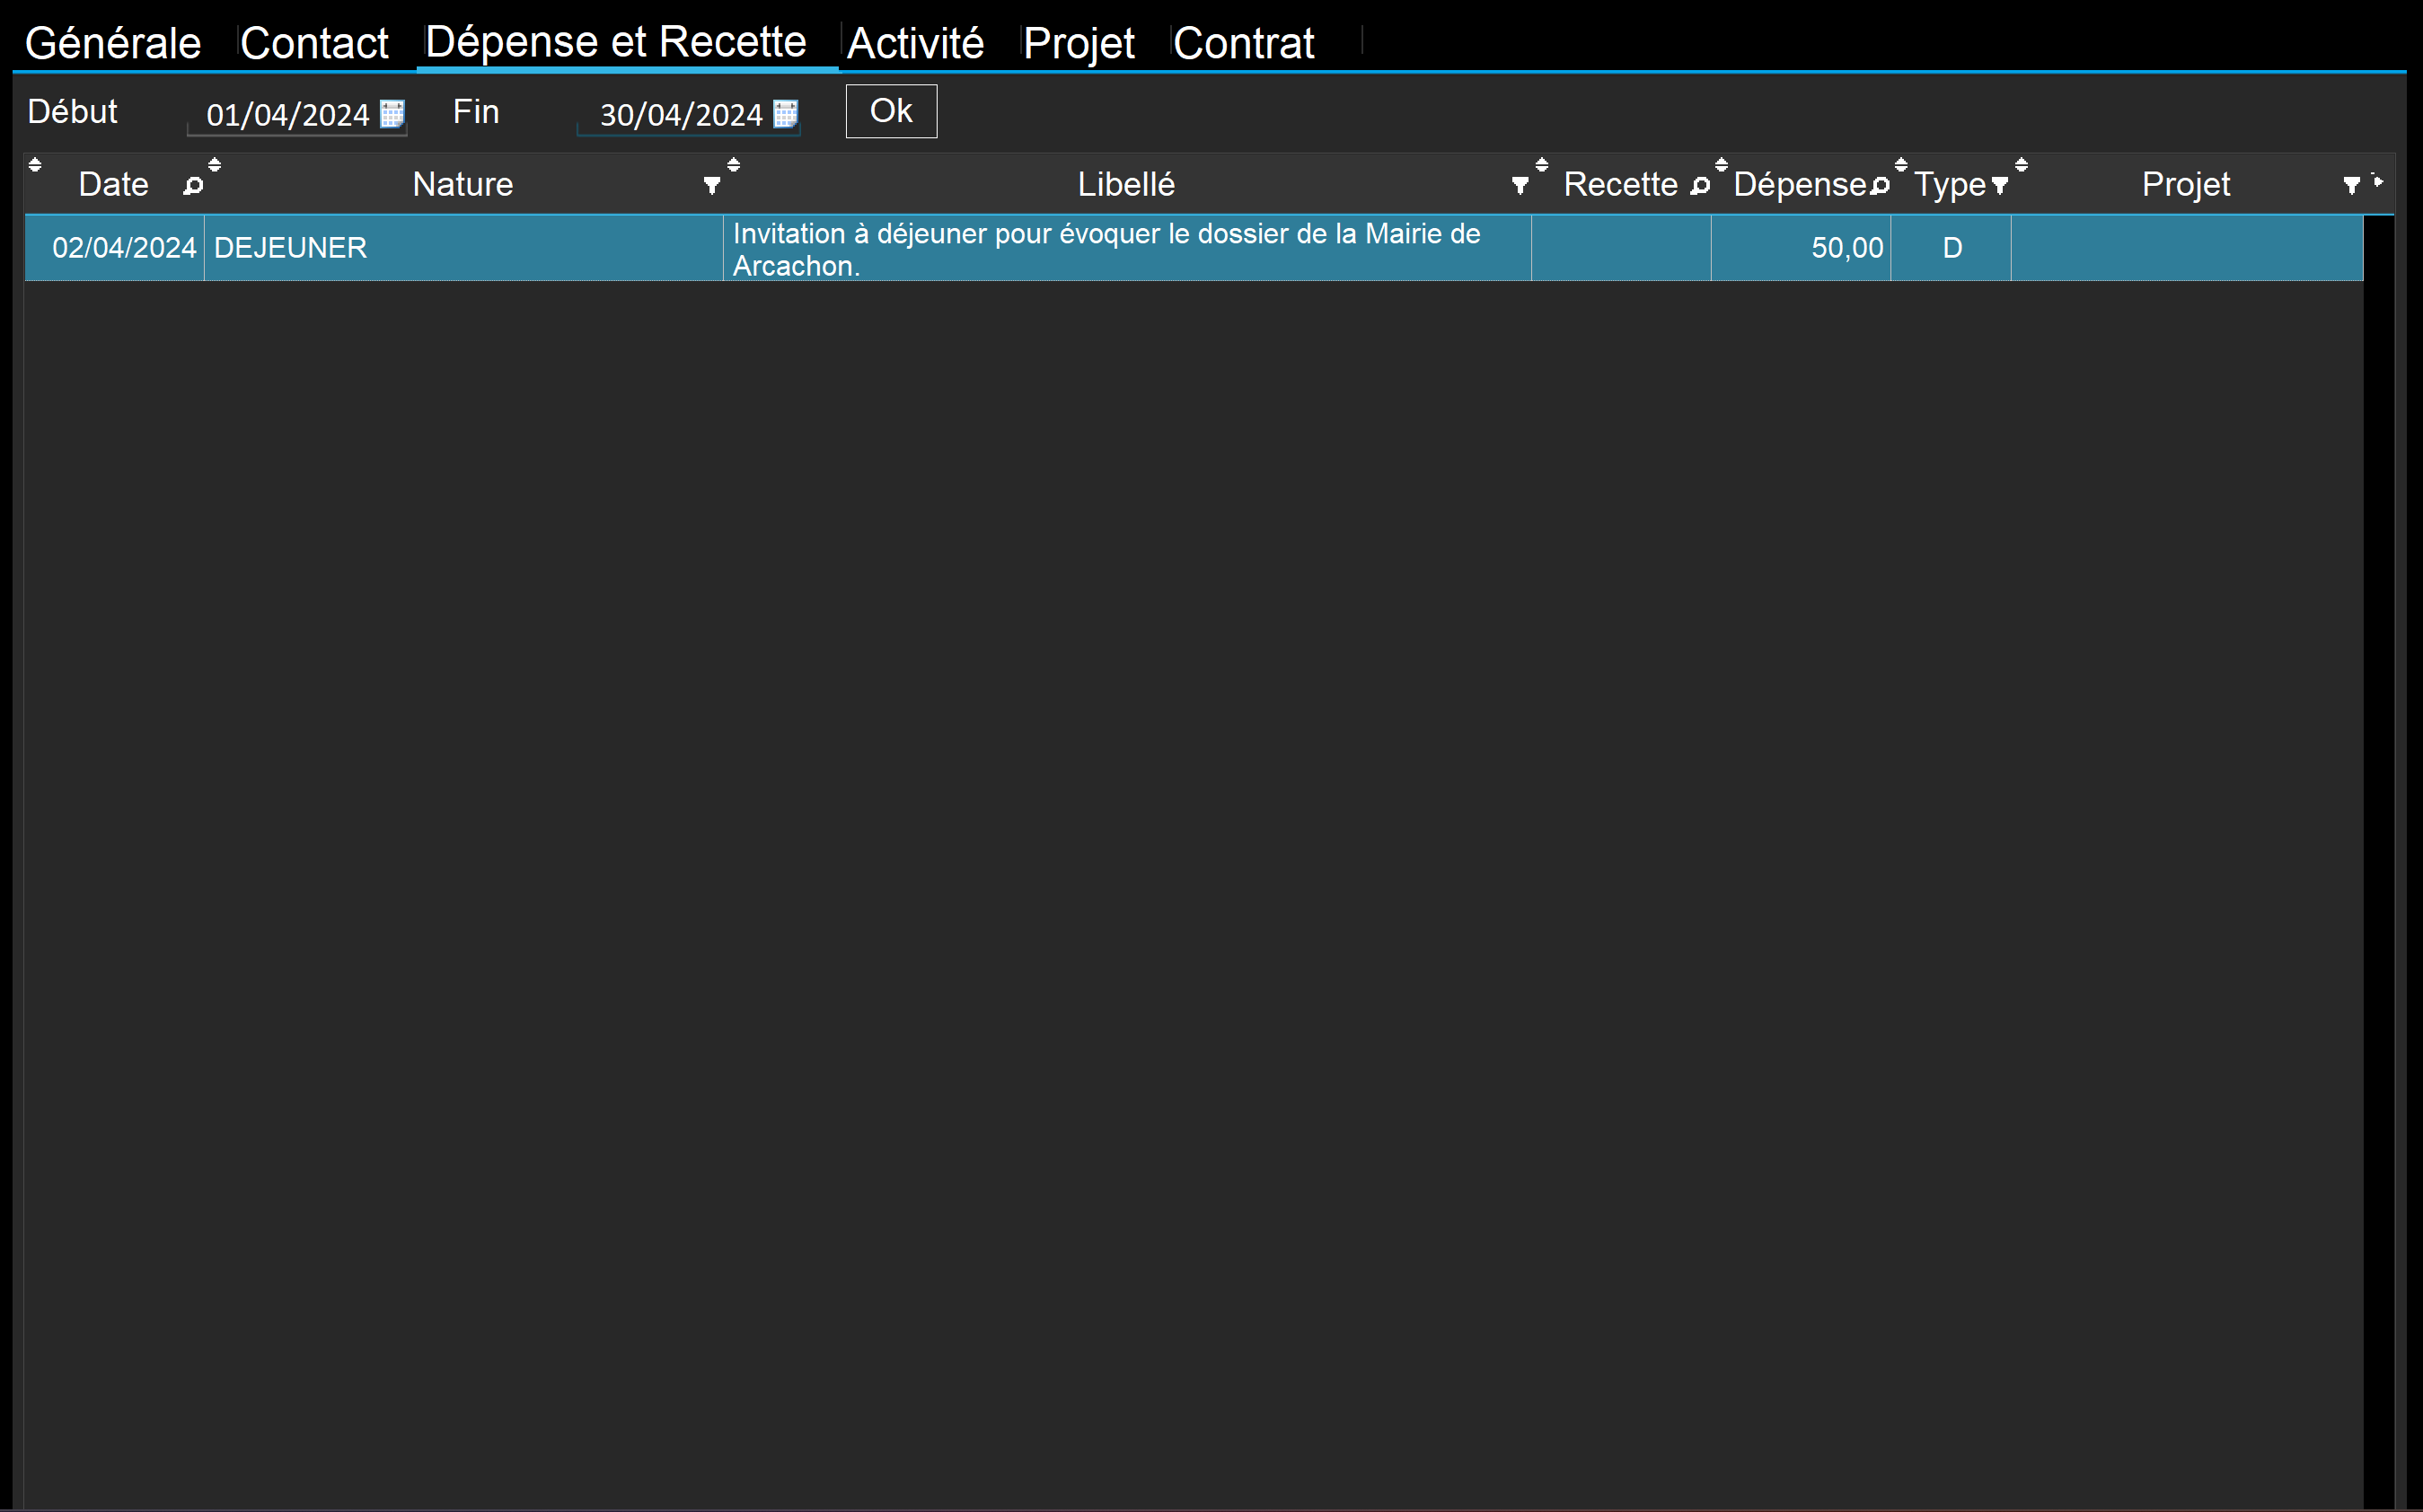 Générale Contact Dépense et Recette Activité Projet Contrat
Début 01/04/2024 Fin 30/04/2024 Ok
Date Nature Libellé Recette Dépense Type Projet
02/04/2024 DEJEUNER Invitation à déjeuner pour évoquer le dossier de la Mairie de 50,00 D
Arcachon.